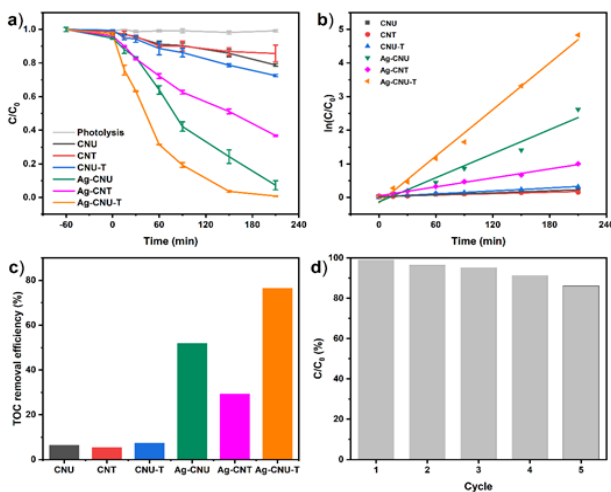 a)
C/C0
1.0
0.8
0.6
0.4
0.2
0.0
Photolysis
CNU
CNT
CNU-T
Ag-CNU
Ag-CNT
Ag-CNU-T
-60 0 60 120 180 240
Time (min)
b)
ln(C/C0)
5
4
3
2
1
0
CNU
CNT
CNU-T
Ag-CNU
Ag-CNT
Ag-CNU-T
0 60 120 180 240
Time (min)
c)
TOC removal efficiency (%)
80
60
40
20
0
CNU CNT CNU-T Ag-CNU Ag-CNT Ag-CNU-T
d)
C/C0 (%)
100
80
60
40
20
0
1 2 3 4 5
Cycle